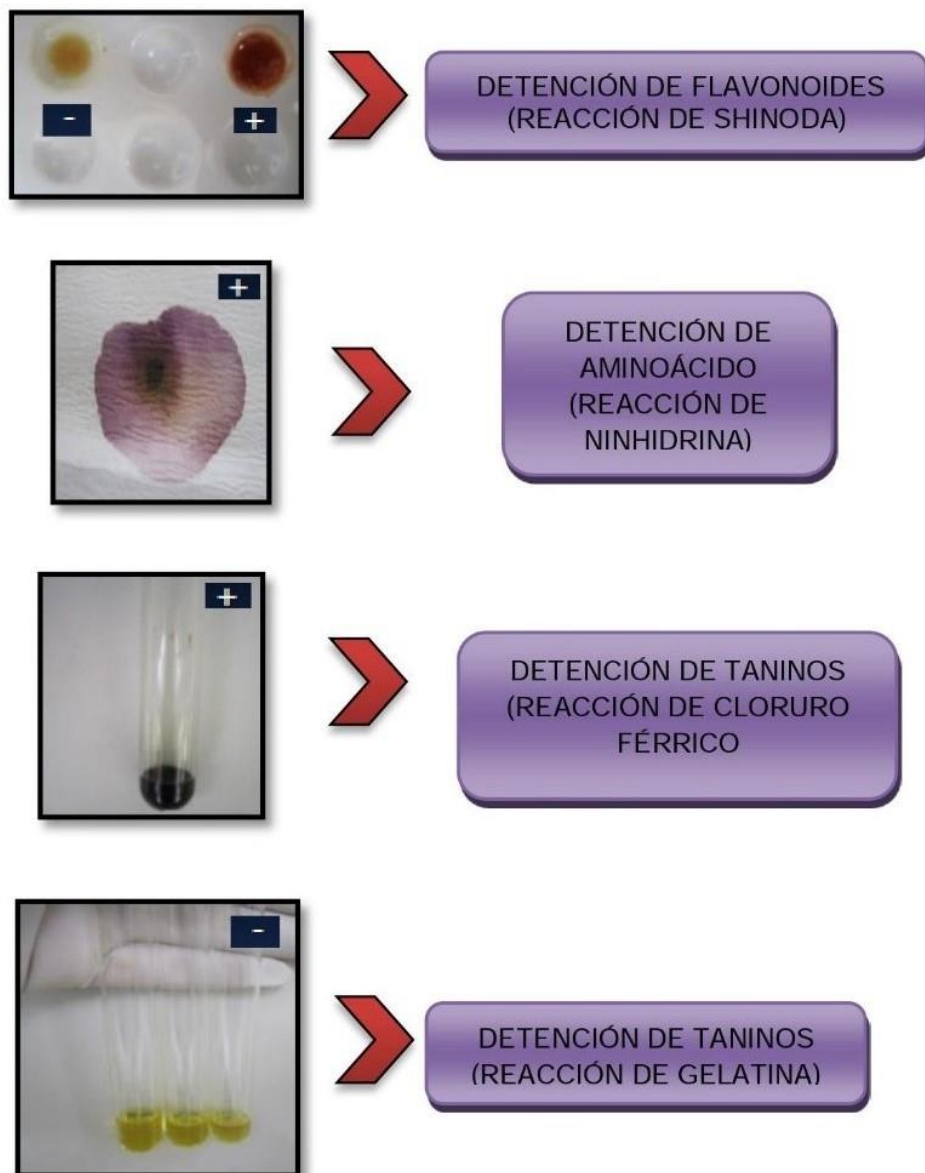 -
+
DETENCIÓN DE FLAVONOIDES
(REACCIÓN DE SHINODA)
+
DETENCIÓN DE
AMINOÁCIDO
(REACCIÓN DE
NINHIDRINA)
+
DETENCIÓN DE TANINOS
(REACCIÓN DE CLORURO
FÉRRICO
-
DETENCIÓN DE TANINOS
(REACCIÓN DE GELATINA)